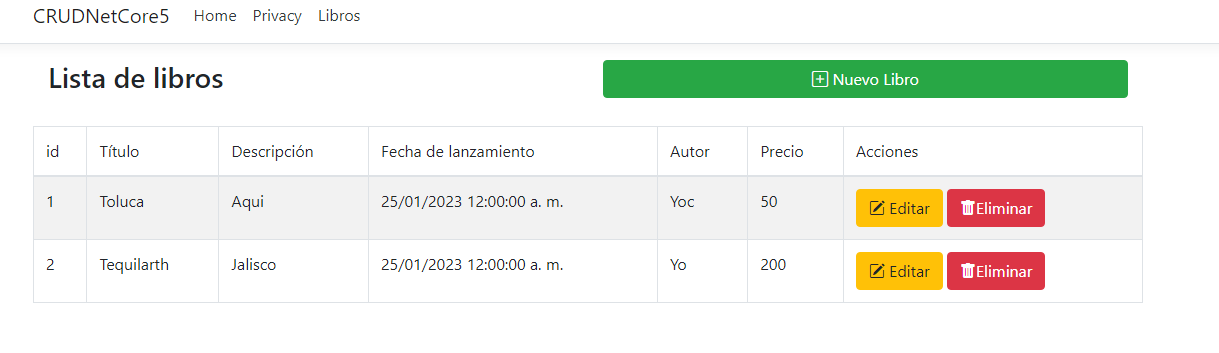 CRUDNetCore5 Home Privacy Libros
Lista de libros
Nuevo Libro
id Título Descripción Fecha de lanzamiento Autor Precio Acciones
1 Toluca Aqui 25/01/2023 12:00:00 a. m. Yoc 50 Editar Eliminar
2 Tequilarth Jalisco 25/01/2023 12:00:00 a. m. Yo 200 Editar Eliminar